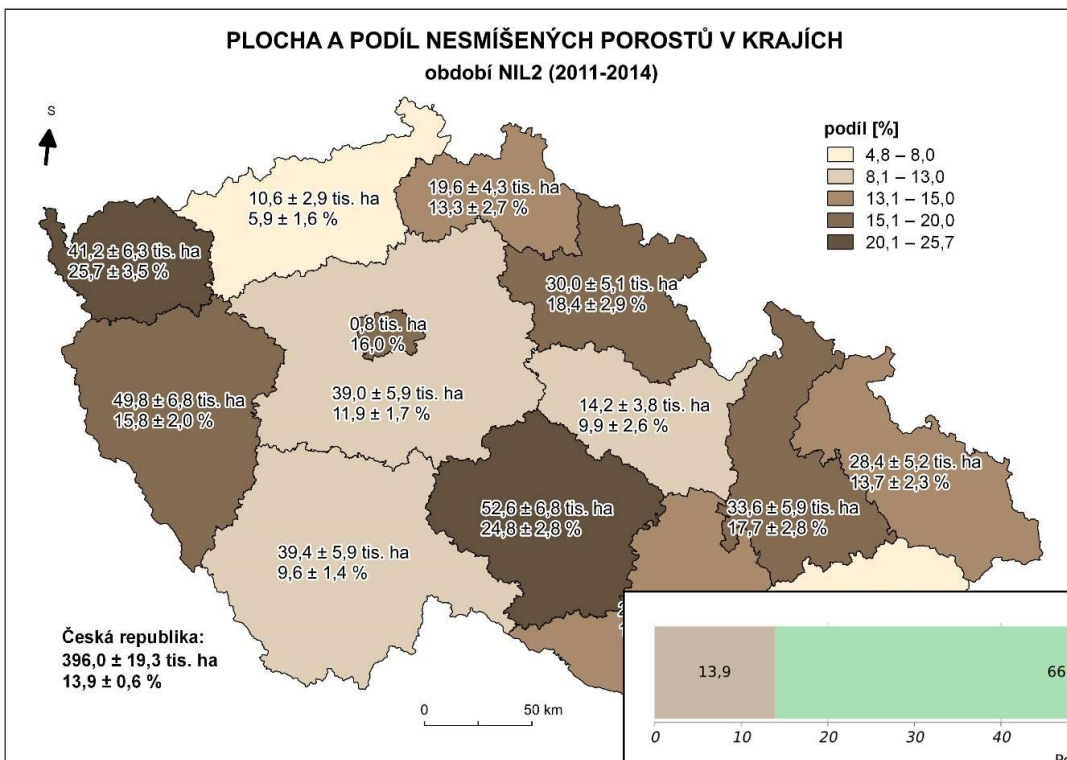 PLOCHA A PODÍL NESMÍŠENÝCH POROSTŮ V KRAJÍCH
období NIL2 (2011-2014)
S
podíl [%]
4,8 – 8,0
8,1 – 13,0
13,1 – 15,0
15,1 – 20,0
20,1 – 25,7
10,6 ± 2,9 tis. ha
5,9 ± 1,6 %
19,6 ± 4,3 tis. ha
13,3 ± 2,7 %
41,2 ± 6,3 tis. ha
25,7 ± 3,5 %
30,0 ± 5,1 tis. ha
18,4 ± 2,9 %
0,8 tis. ha
16,0 %
49,8 ± 6,8 tis. ha
15,8 ± 2,0 %
39,0 ± 5,9 tis. ha
11,9 ± 1,7 %
14,2 ± 3,8 tis. ha
9,9 ± 2,6 %
28,4 ± 5,2 tis. ha
13,7 ± 2,3 %
52,6 ± 6,8 tis. ha
24,8 ± 2,8 %
33,6 ± 5,9 tis. ha
17,7 ± 2,8 %
39,4 ± 5,9 tis. ha
9,6 ± 1,4 %
Česká republika:
396,0 ± 19,3 tis. ha
13,9 ± 0,6 %
0 50 km
13,9 66
0 10 20 30 40